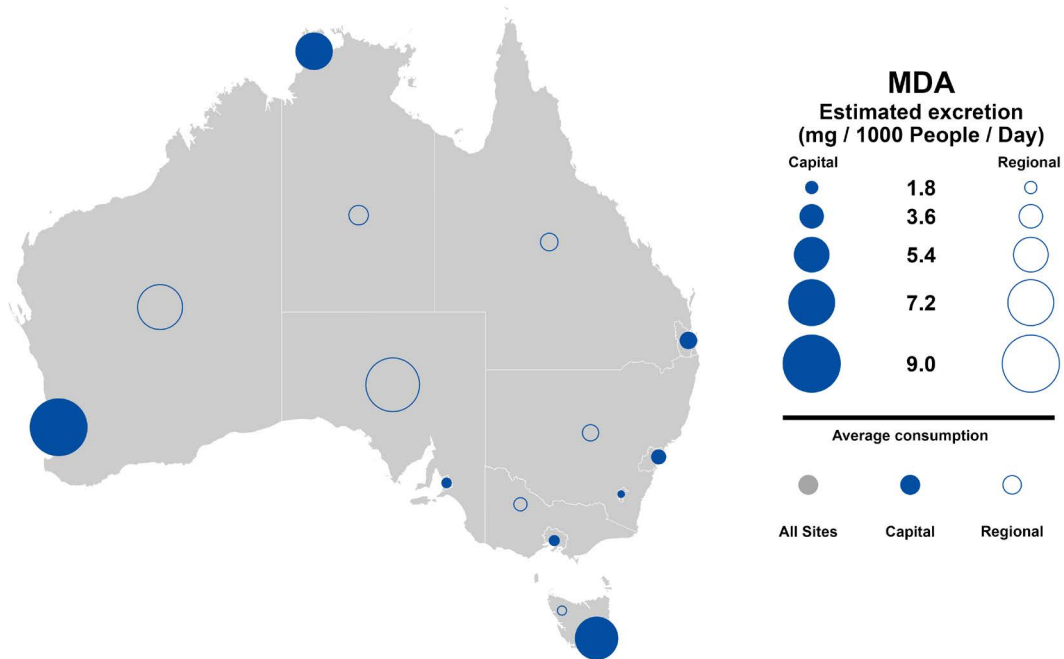 MDA
Estimated excretion
(mg / 1000 People / Day)
Capital Regional
1.8
3.6
5.4
7.2
9.0
Average consumption
All Sites Capital Regional